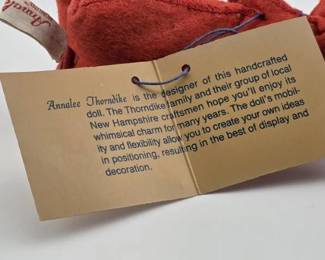 Annalee
Annalee Thorndike is the designer of this handcrafted
doll. The Thorndike family and their group of local
New Hampshire craftsmen hope you'll enjoy its
whimsical charm for many years. The doll's mobil-
ity and flexibility allow you to create your own ideas
in positioning, resulting in the best of display and
decoration.